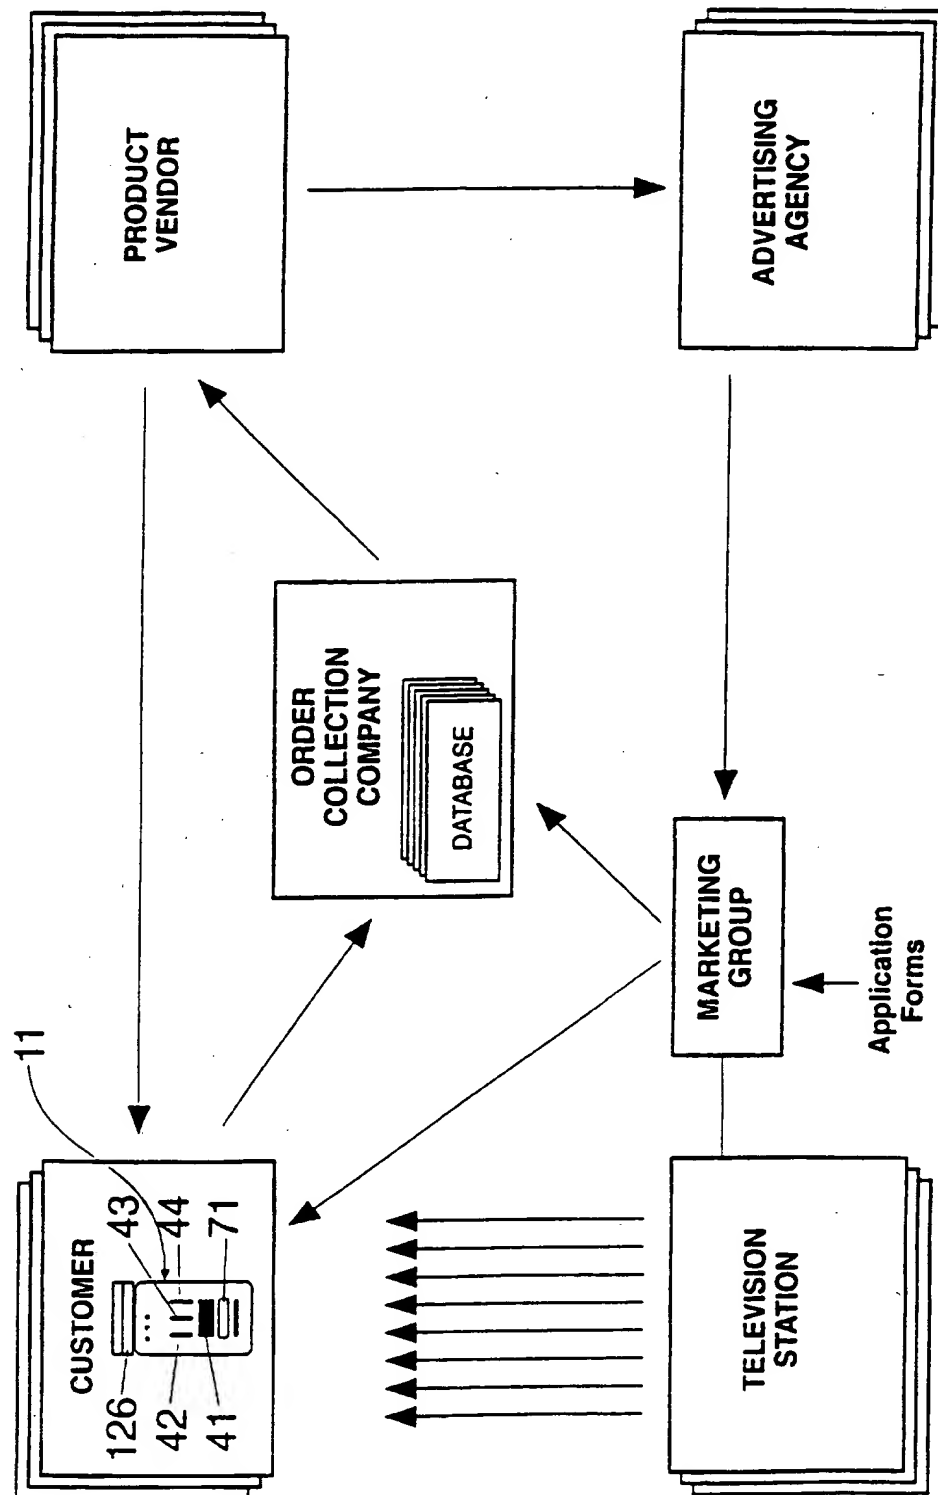 CUSTOMER
126
42
41
43
44
71
11
PRODUCT
VENDOR
ORDER
COLLECTION
COMPANY
DATABASE
TELEVISION
STATION
MARKETING
GROUP
Application
Forms
ADVERTISING
AGENCY